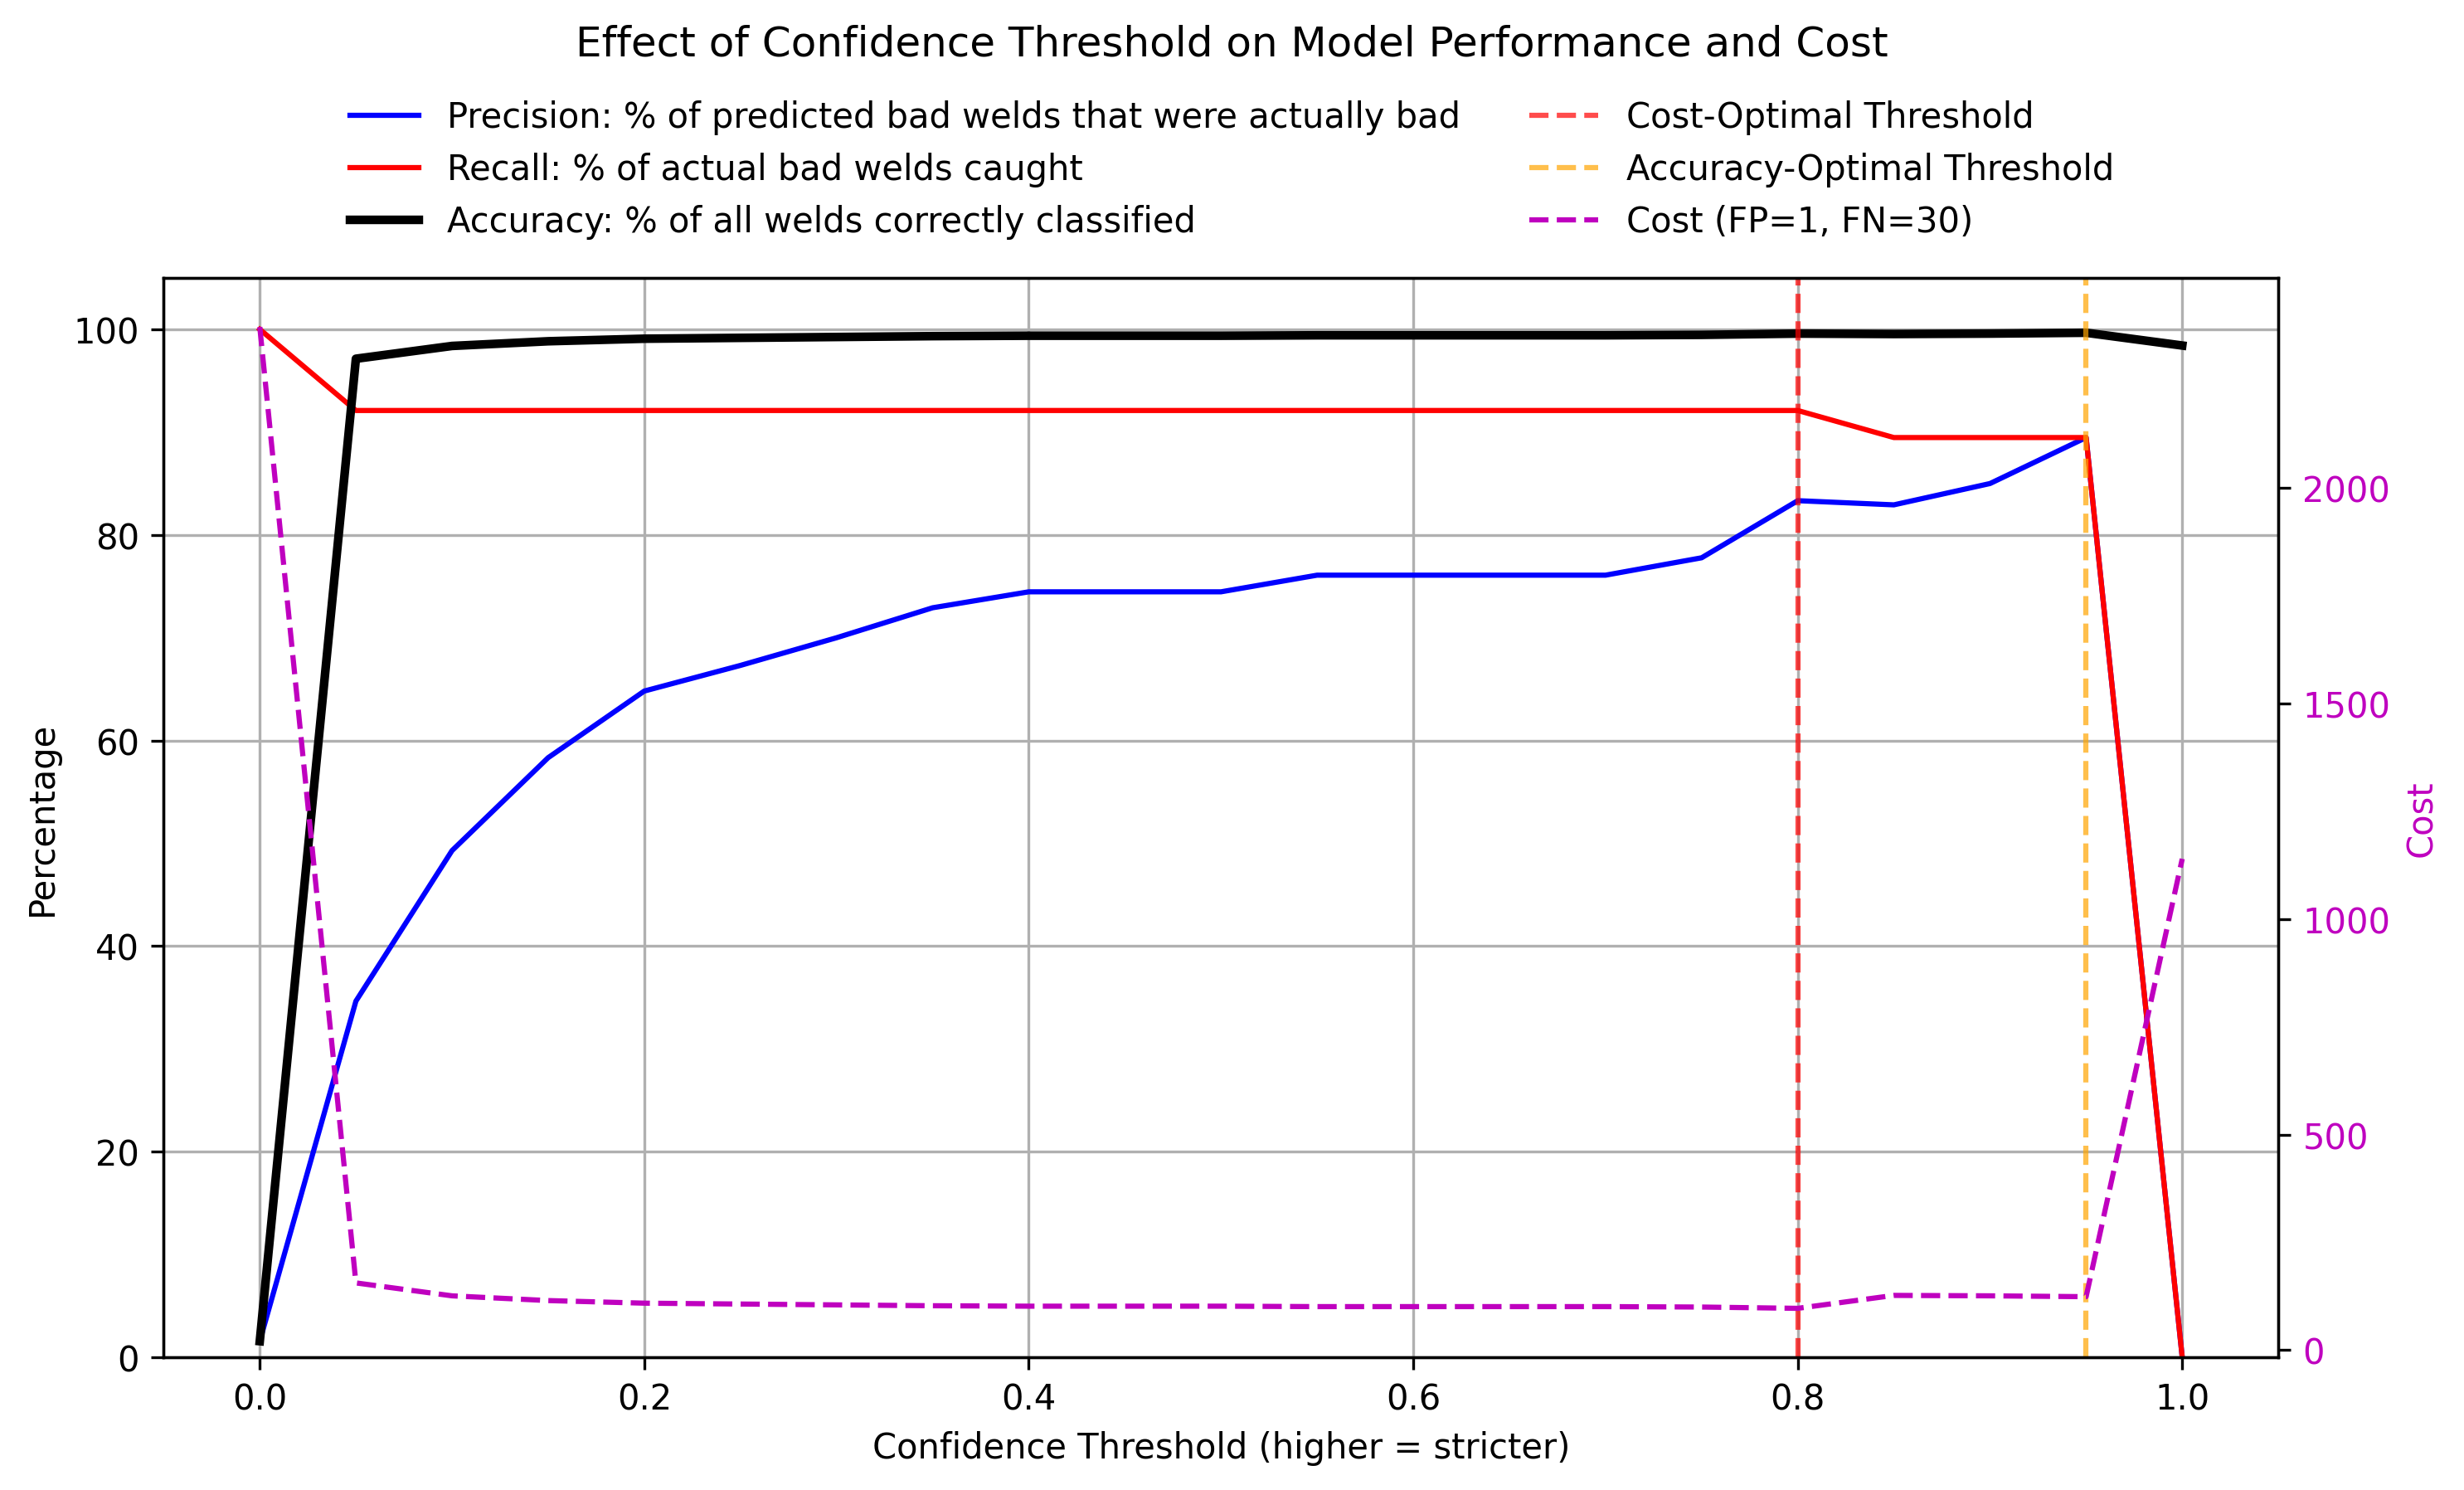 Effect of Confidence Threshold on Model Performance and Cost
Precision: % of predicted bad welds that were actually bad
Recall: % of actual bad welds caught
Accuracy: % of all welds correctly classified
Cost-Optimal Threshold
Accuracy-Optimal Threshold
Cost (FP=1, FN=30)
Percentage
100
80
60
40
20
0
2000
1500
1000
500
0
Cost
0.0 0.2 0.4 0.6 0.8 1.0
Confidence Threshold (higher = stricter)